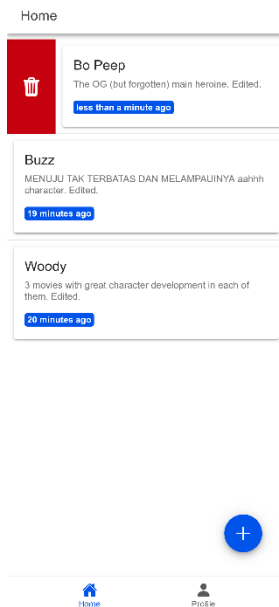 Home
Bo Peep
The OG (but forgotten) main heroine. Edited.
less than a minute ago
Buzz
MENUJU TAK TERBATAS DAN MELAMPAUINYA aahhh
character. Edited.
19 minutes ago
Woody
3 movies with great character development in each of
them. Edited.
20 minutes ago
Home
Profile